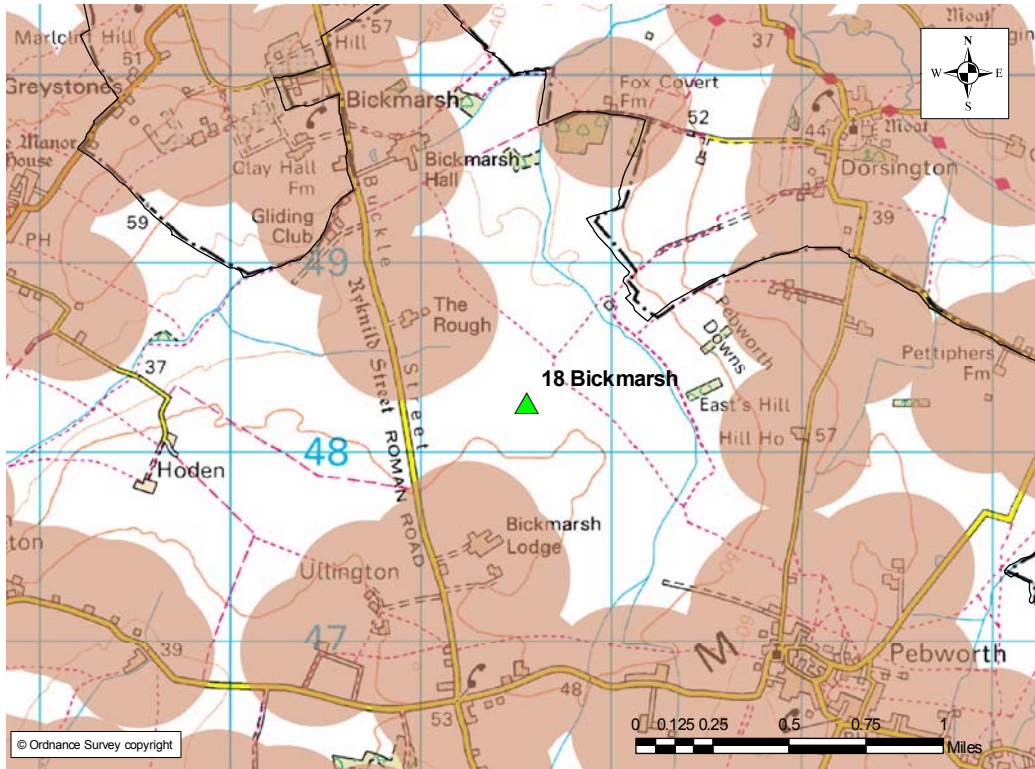 Marlcliff Hill
57
Hill
Moat
37
51
Greystones
N
W
E
S
Bickmarsh
Fox Covert
Fm
52
44
Moat
Manor
House
Clay Hall
Fm
Bickmarsh
Hall
Dorsington
Buckle
Street
59
Gliding
Club
39
PH
49
Ryknild Street
The
Rough
Pebworth
Downs
Pettiphers
Fm
37
18 Bickmarsh
East's Hill
Hill Ho
57
48
ROMAN ROAD
Hoden
Bickmarsh
Lodge
Ullington
50
60
47
M
39
Pebworth
48
53
0 0.125 0.25 0.5 0.75 1
Miles
© Ordnance Survey copyright